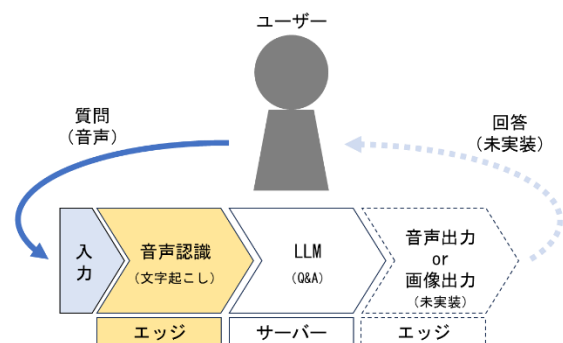 ユーザー
質問
（音声）
回答
（未実装）
入
力
音声認識
（文字起こし）
LLM
（Q&A）
音声出力
or
画像出力
（未実装）
エッジ
サーバー
エッジ